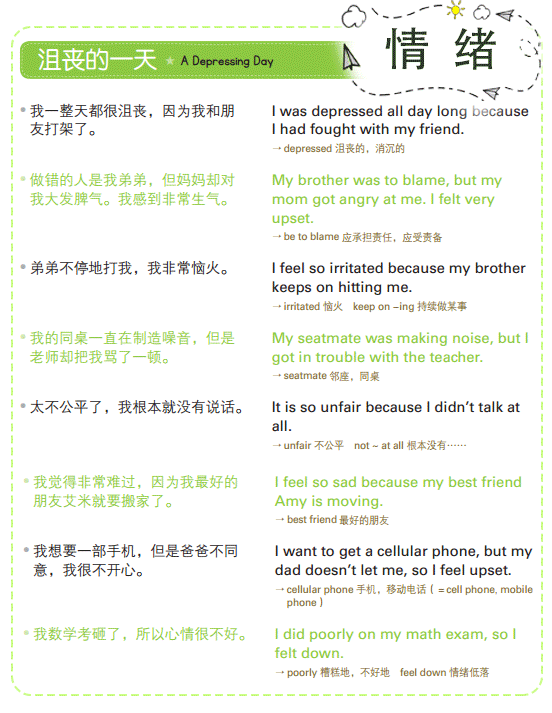 情 绪
沮丧的一天 ★ A Depressing Day
• 我一整天都很沮丧，因为我和朋
友打架了。
I was depressed all day long because
I had fought with my friend.
→ depressed 沮丧的，消沉的
• 做错的人是我弟弟，但妈妈却对
我大发脾气。我感到非常生气。
My brother was to blame, but my
mom got angry at me. I felt very
upset.
→ be to blame 应承担责任，应受责备
• 弟弟不停地打我，我非常恼火。
I feel so irritated because my brother
keeps on hitting me.
→ irritated 恼火 keep on –ing 持续做某事
• 我的同桌一直在制造噪音，但是
老师却把我骂了一顿。
My seatmate was making noise, but I
got in trouble with the teacher.
→ seatmate 邻座，同桌
• 太不公平了，我根本就没有说话。
It is so unfair because I didn’t talk at
all.
→ unfair 不公平 not ~ at all 根本没有……
• 我觉得非常难过，因为我最好的
朋友艾米就要搬家了。
I feel so sad because my best friend
Amy is moving.
→ best friend 最好的朋友
• 我想要一部手机，但是爸爸不同
意，我很不开心。
I want to get a cellular phone, but my
dad doesn’t let me, so I feel upset.
→ cellular phone 手机，移动电话（ = cell phone, mobile
phone ）
• 我数学考砸了，所以心情很不好。
I did poorly on my math exam, so I
felt down.
→ poorly 糟糕地，不好地 feel down 情绪低落